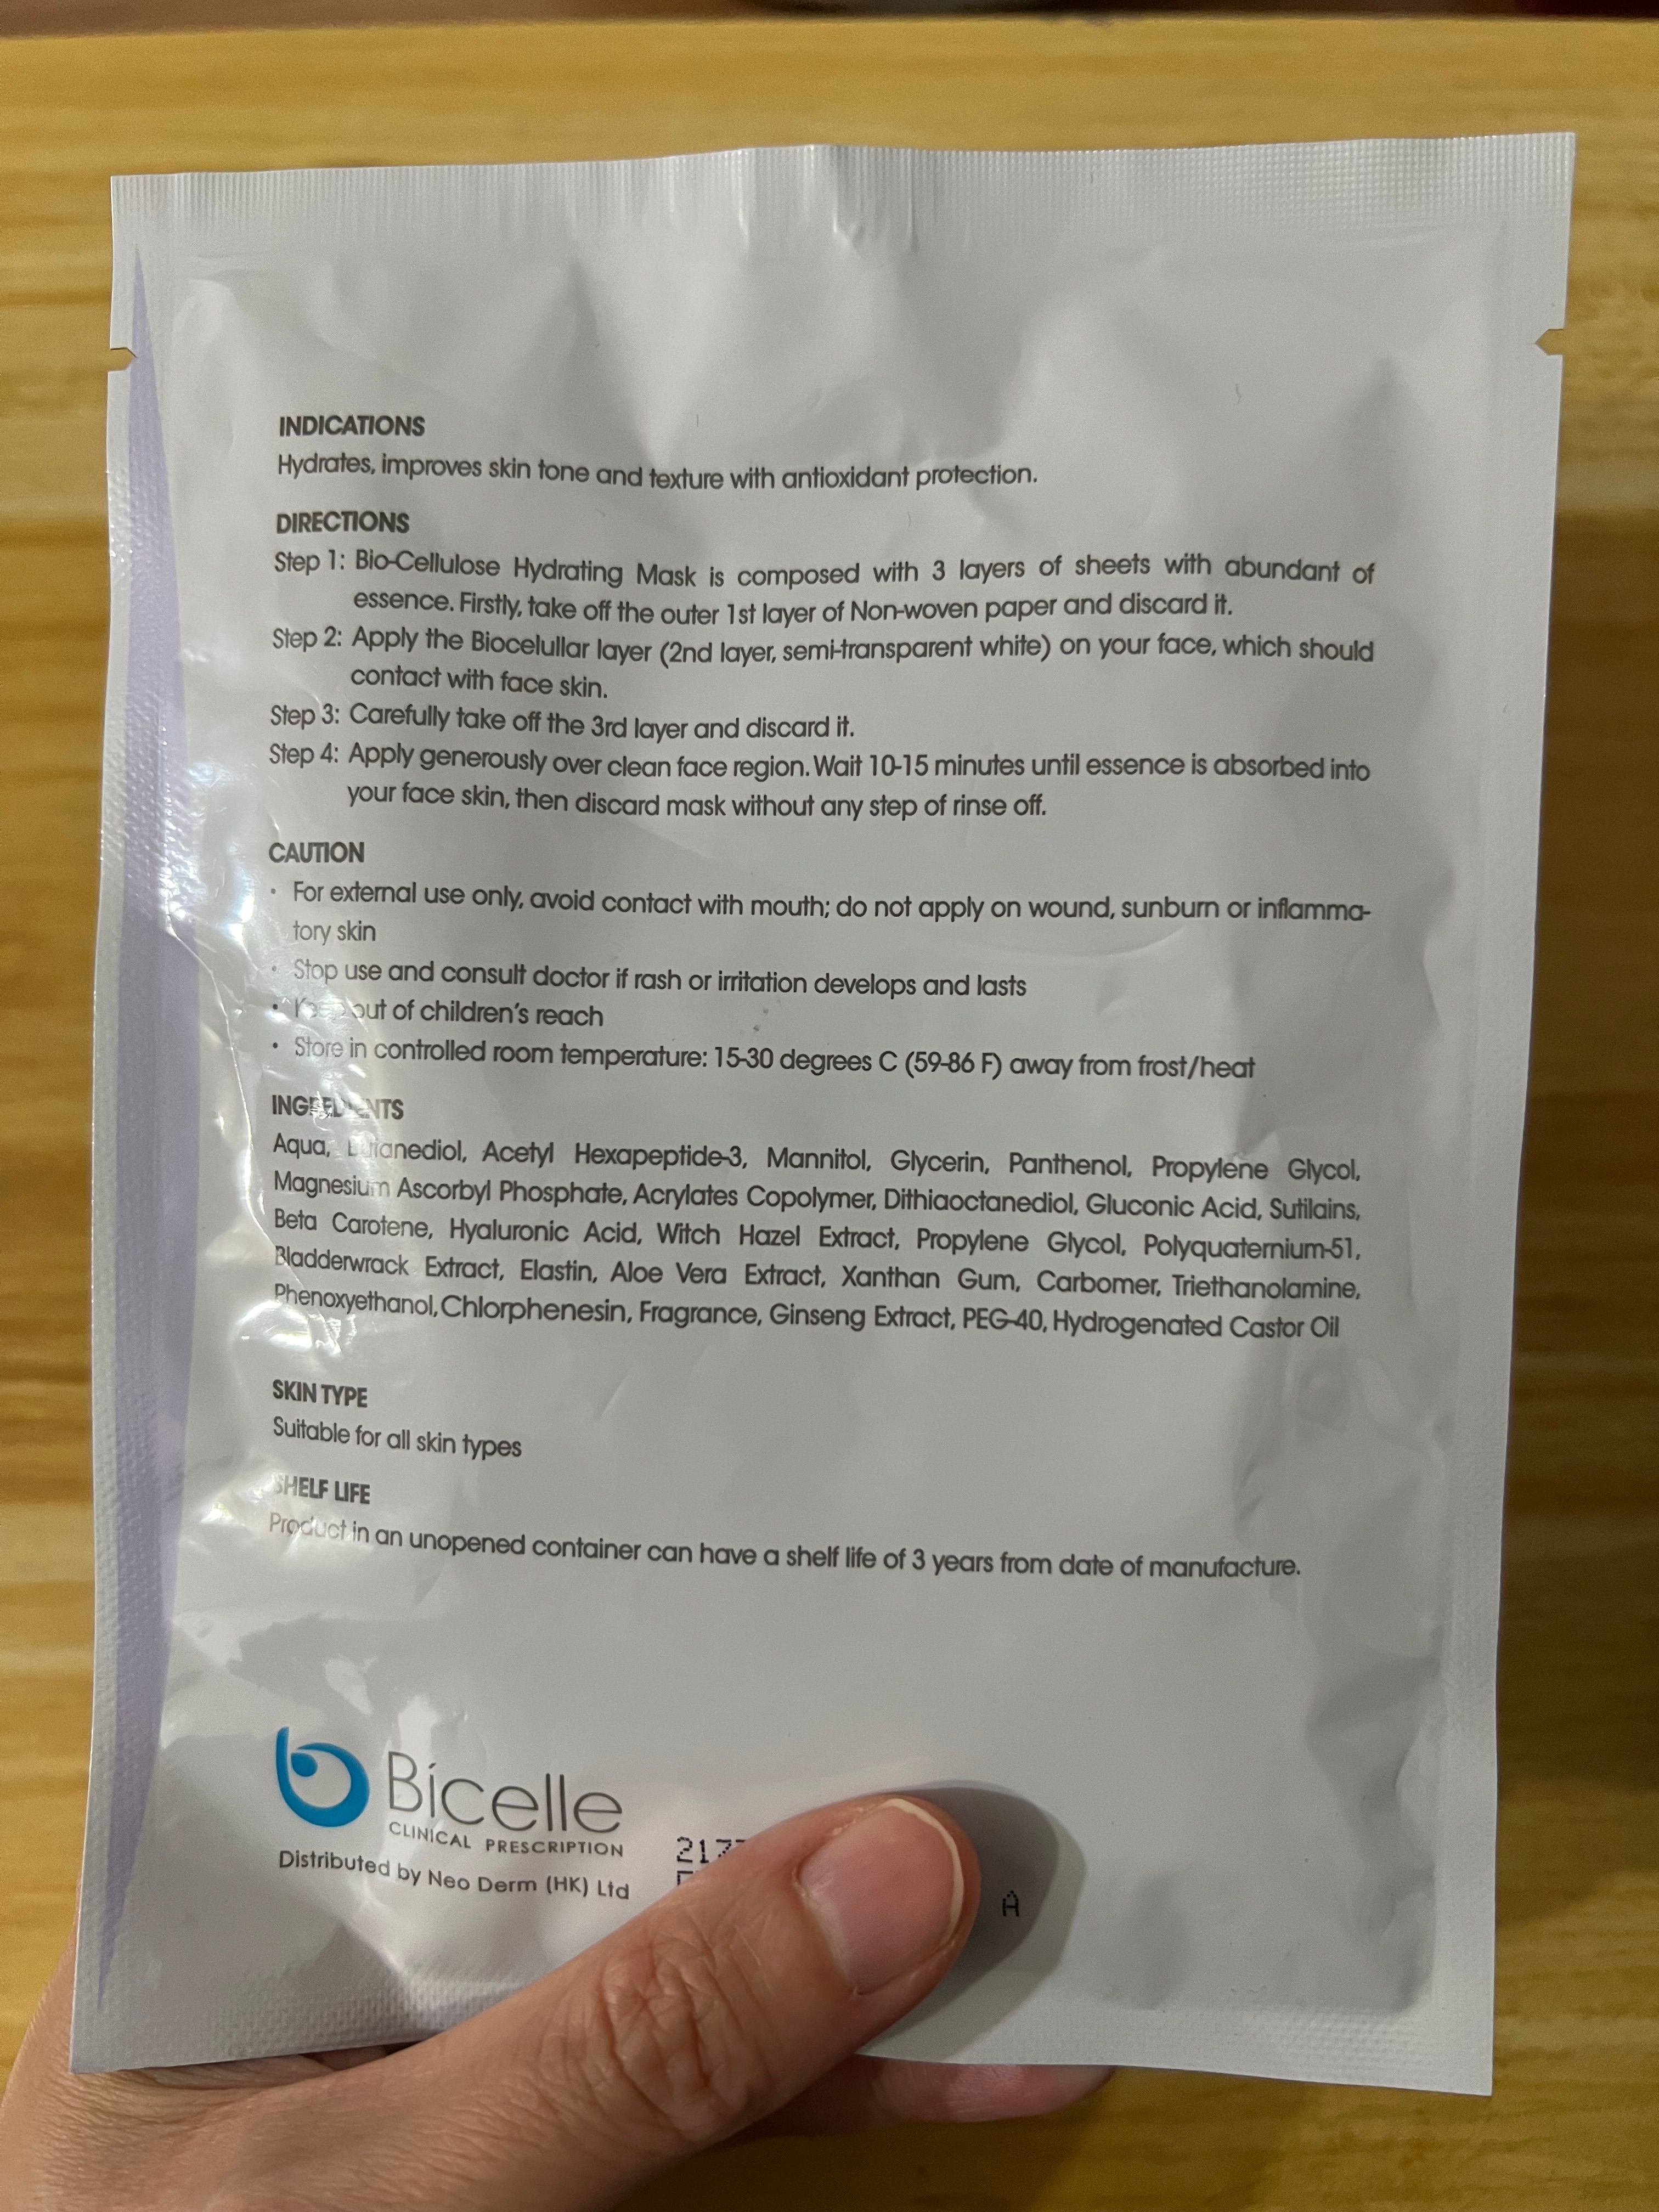 INDICATIONS
Hydrates, improves skin tone and texture with antioxidant protection.
DIRECTIONS
Step 1: Bio-Cellulose Hydrating Mask is composed with 3 layers of sheets with abundant of
essence. Firstly, take off the outer 1st layer of Non-woven paper and discard it.
Step 2: Apply the Biocelullar layer (2nd layer, semi-transparent white) on your face, which should
contact with face skin.
Step 3: Carefully take off the 3rd layer and discard it.
Step 4: Apply generously over clean face region. Wait 10-15 minutes until essence is absorbed into
your face skin, then discard mask without any step of rinse off.
CAUTION
• For external use only, avoid contact with mouth; do not apply on wound, sunburn or inflamma-
tory skin
• Stop use and consult doctor if rash or irritation develops and lasts
• Keep out of children's reach
• Store in controlled room temperature: 15-30 degrees C (59-86 F) away from frost/heat
INGREDIENTS
Aqua, Butanediol, Acetyl Hexapeptide-3, Mannitol, Glycerin, Panthenol, Propylene Glycol,
Magnesium Ascorbyl Phosphate, Acrylates Copolymer, Dithiaoctanediol, Gluconic Acid, Sutilains,
Beta Carotene, Hyaluronic Acid, Witch Hazel Extract, Propylene Glycol, Polyquaternium-51,
Bladderwrack Extract, Elastin, Aloe Vera Extract, Xanthan Gum, Carbomer, Triethanolamine,
Phenoxyethanol, Chlorphenesin, Fragrance, Ginseng Extract, PEG-40, Hydrogenated Castor Oil
SKIN TYPE
Suitable for all skin types
SHELF LIFE
Product in an unopened container can have a shelf life of 3 years from date of manufacture.
Bicelle
CLINICAL PRESCRIPTION
Distributed by Neo Derm (HK) Ltd
A